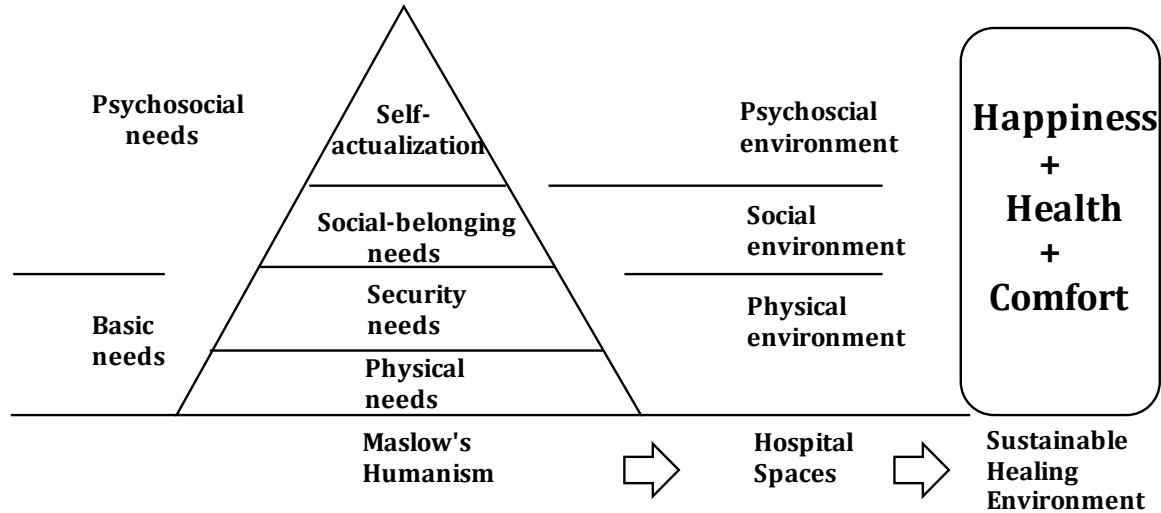 Psychosocial
needs
Basic
needs
Self-
actualization
Social-belonging
needs
Security
needs
Physical
needs
Psychoscial
environment
Social
environment
Physical
environment
Happiness
+
Health
+
Comfort
Maslow's
Humanism
Hospital
Spaces
Sustainable
Healing
Environment